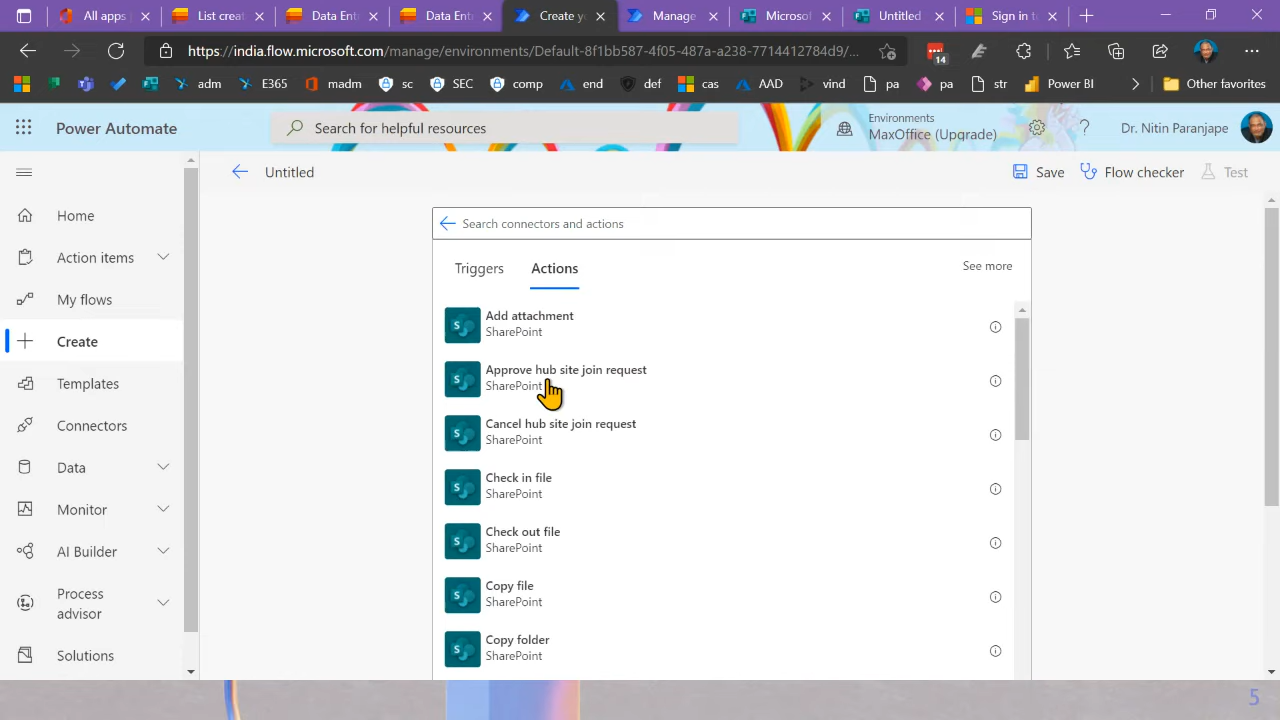 All apps
List creat
Data Ente
Data Ente
Create yo
Manage
Microsof
Untitled
Sign in to
https://india.flow.microsoft.com/manage/environments/Default-8f1bb587-4f05-487a-a238-7714412784d9/...
14
adm
E365
madm
sc
SEC
comp
end
def
cas
AAD
vind
pa
pa
str
Power BI
Other favorites
Power Automate
Search for helpful resources
Environments
MaxOffice (Upgrade)
Dr. Nitin Paranjape
Untitled
Save
Flow checker
Test
Home
Action items
My flows
Create
Templates
Connectors
Data
Monitor
AI Builder
Process
advisor
Solutions
Search connectors and actions
Triggers
Actions
See more
Add attachment
SharePoint
Approve hub site join request
SharePoint
Cancel hub site join request
SharePoint
Check in file
SharePoint
Check out file
SharePoint
Copy file
SharePoint
Copy folder
SharePoint
5